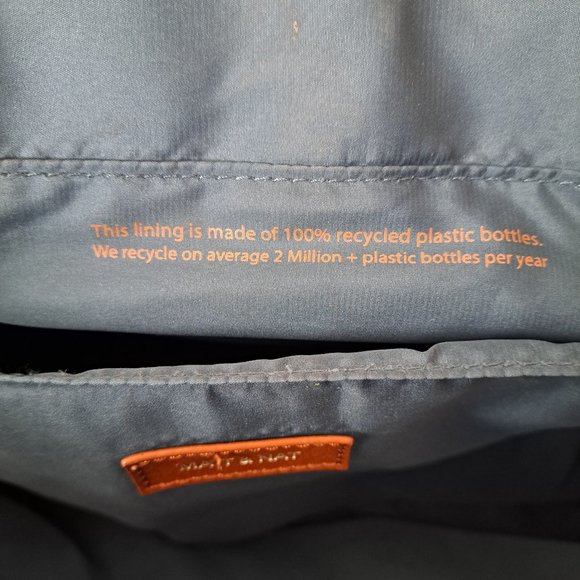 This lining is made of 100% recycled plastic bottles.
We recycle on average 2 Million + plastic bottles per year
MATT & NAT